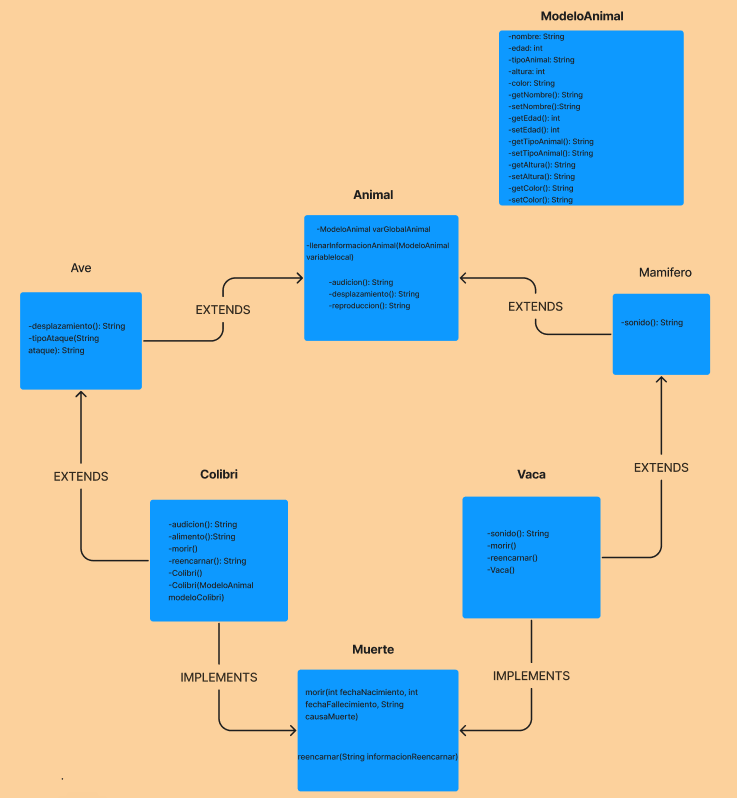 ModeloAnimal
-nombre: String
-edad: int
-tipoAnimal: String
-altura: int
-color: String
-getNombre(): String
-setNombre():String
-getEdad(): int
-setEdad(): int
-getTipoAnimal(): String
-setTipoAnimal(): String
-getAltura(): String
-setAltura(): String
-getColor(): String
-setColor(): String
Animal
-ModeloAnimal varGlobalAnimal
-llenarInformacionAnimal(ModeloAnimal
variablelocal)
-audicion(): String
-desplazamiento(): String
-reproduccion(): String
Ave
-desplazamiento(): String
-tipoAtaque(String
ataque): String
EXTENDS
EXTENDS
Mamifero
-sonido(): String
EXTENDS
EXTENDS
Colibri
-audicion(): String
-alimento():String
-morir()
-reencarnar(): String
-Colibri()
-Colibri(ModeloAnimal
modeloColibri)
Vaca
-sonido(): String
-morir()
-reencarnar()
-Vaca()
IMPLEMENTS
IMPLEMENTS
Muerte
morir(int fechaNacimiento, int
fechaFallecimiento, String
causaMuerte)
reencarnar(String informacionReencarnar)
.